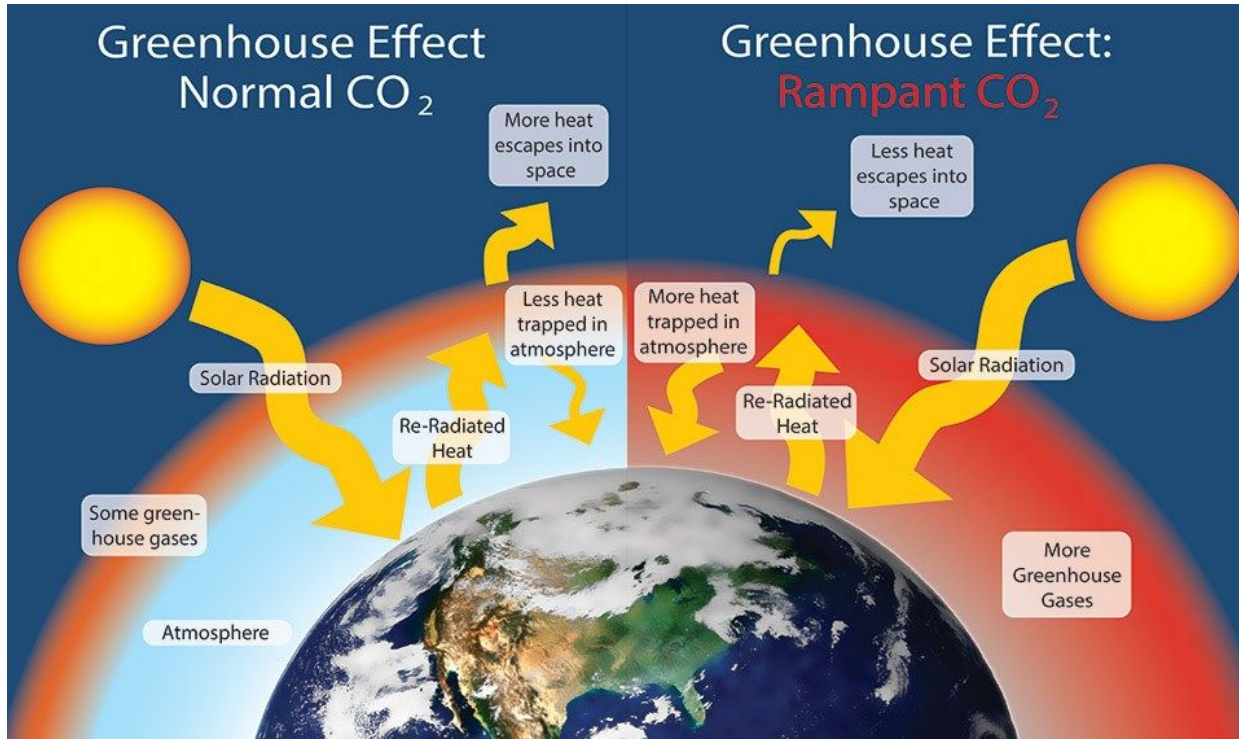 Greenhouse Effect
Normal CO₂
More heat
escapes into
space
Less heat
trapped in
atmosphere
Solar Radiation
Re-Radiated
Heat
Some green-
house gases
Atmosphere
Greenhouse Effect:
Rampant CO₂
Less heat
escapes into
space
More heat
trapped in
atmosphere
Solar Radiation
Re-Radiated
Heat
More
Greenhouse
Gases